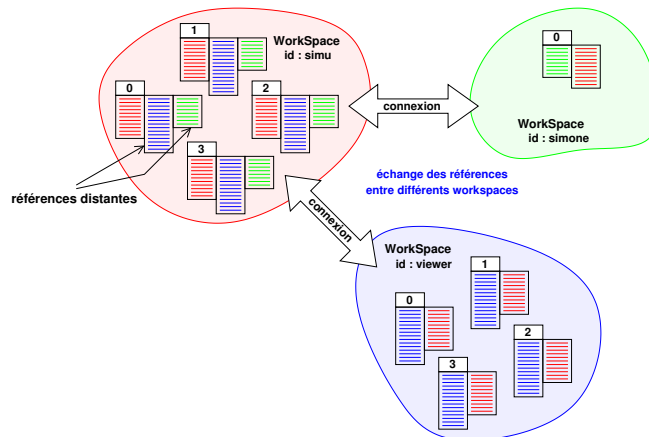 1
WorkSpace
id : simu
0
2
3
références distantes
connexion
0
WorkSpace
id : simone
échange des références
entre différents workspaces
connexion
WorkSpace
id : viewer
1
0
2
3